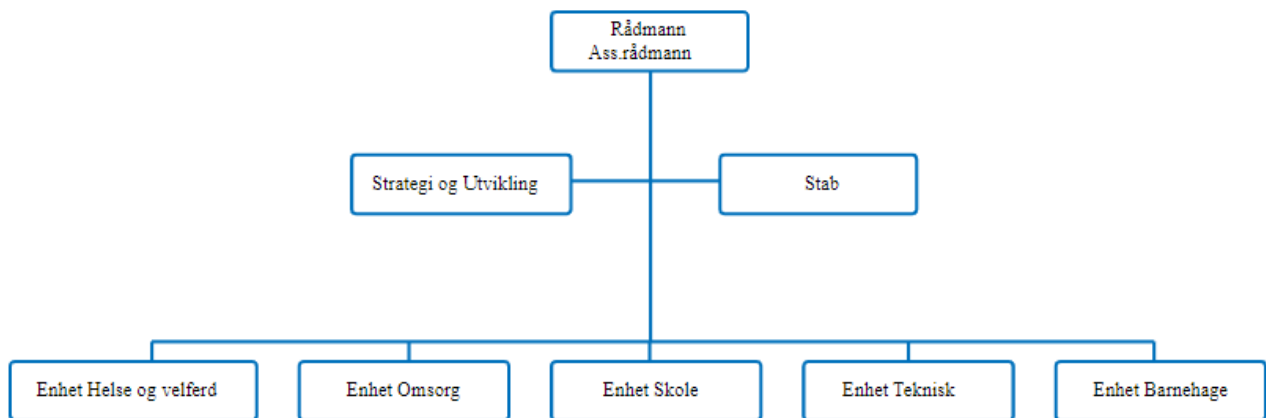 Rådmann
Ass.rådmann
Strategi og Utvikling
Stab
Enhet Helse og velferd
Enhet Omsorg
Enhet Skole
Enhet Teknisk
Enhet Barnehage